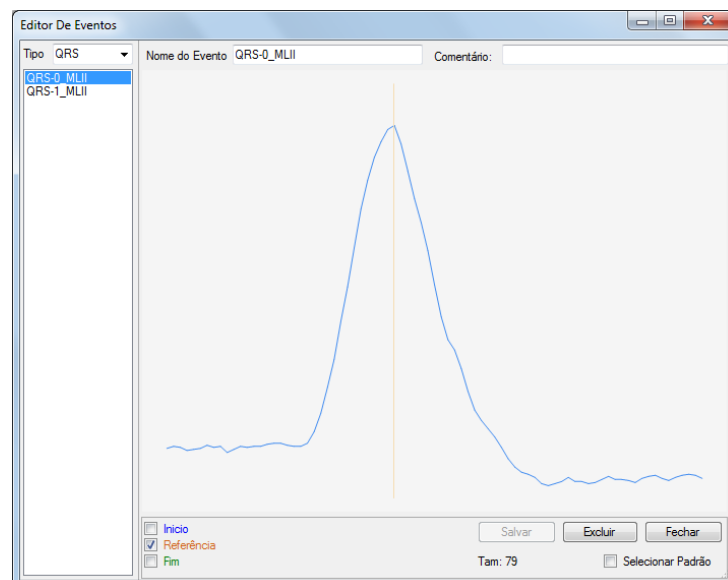 Editor De Eventos
Tipo QRS Nome do Evento QRS-0_MLII Comentário:
QRS-0_MLII
QRS-1_MLII
Inicio
Referência
Fim
Salvar Excluir Fechar
Tam: 79 Selecionar Padrão